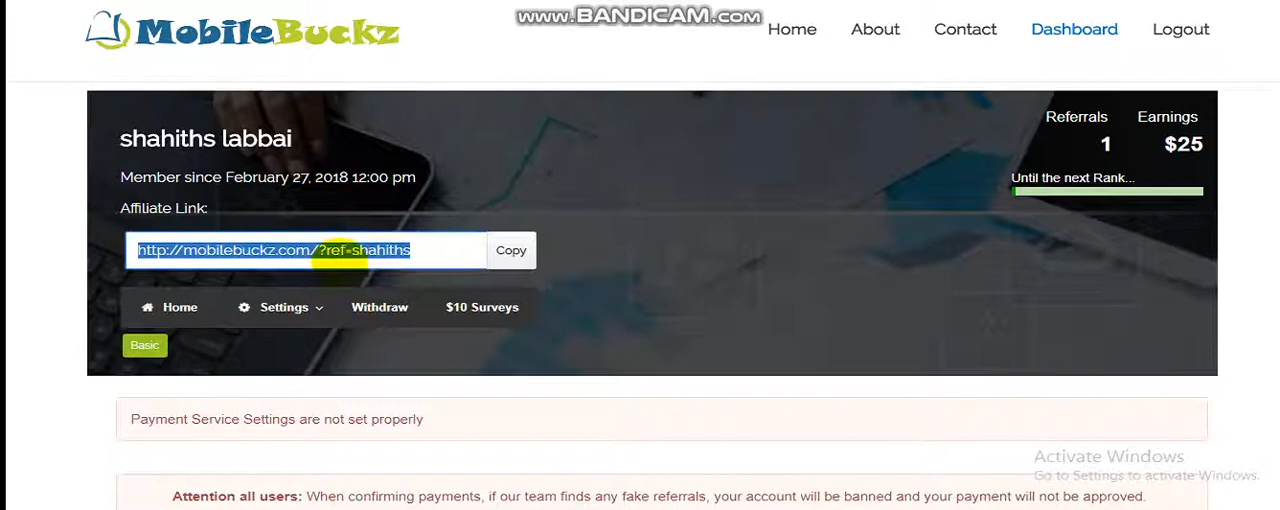 www.BANDICAM.com
MobileBuckz
Home About Contact Dashboard Logout
shahiths labbai
Referrals Earnings
1 $25
Member since February 27, 2018 12:00 pm
Until the next Rank...
Affiliate Link:
http://mobilebuckz.com/?ref=shahiths Copy
Home Settings Withdraw $10 Surveys
Basic
Payment Service Settings are not set properly
Activate Windows
Go to Settings to activate Windows.
Attention all users: When confirming payments, if our team finds any fake referrals, your account will be banned and your payment will not be approved.